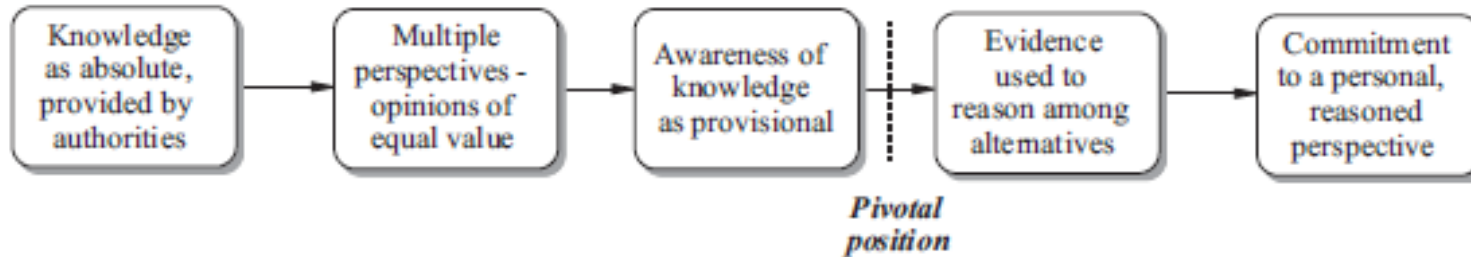 Knowledge
as absolute,
provided by
authorities
Multiple
perspectives -
opinions of
equal value
Awareness of
knowledge
as provisional
Evidence
used to
reason among
alternatives
Commitment
to a personal,
reasoned
perspective
Pivotal
position